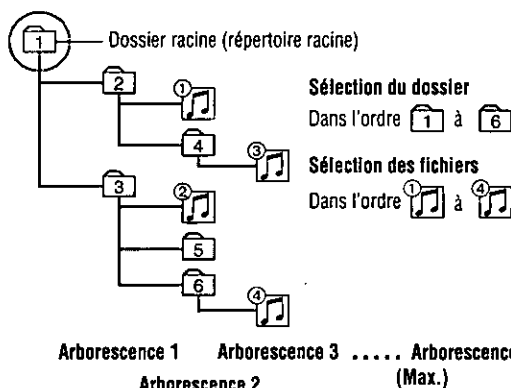 1 Dossier racine (répertoire racine)
2 ①
4 ③
3 ②
5
6 ④
Sélection du dossier
Dans l'ordre 1 à 6
Sélection des fichiers
Dans l'ordre ① à ④
Arborescence 1 Arborescence 3 ..... Arborescence
(Max.)
Arborescence 2